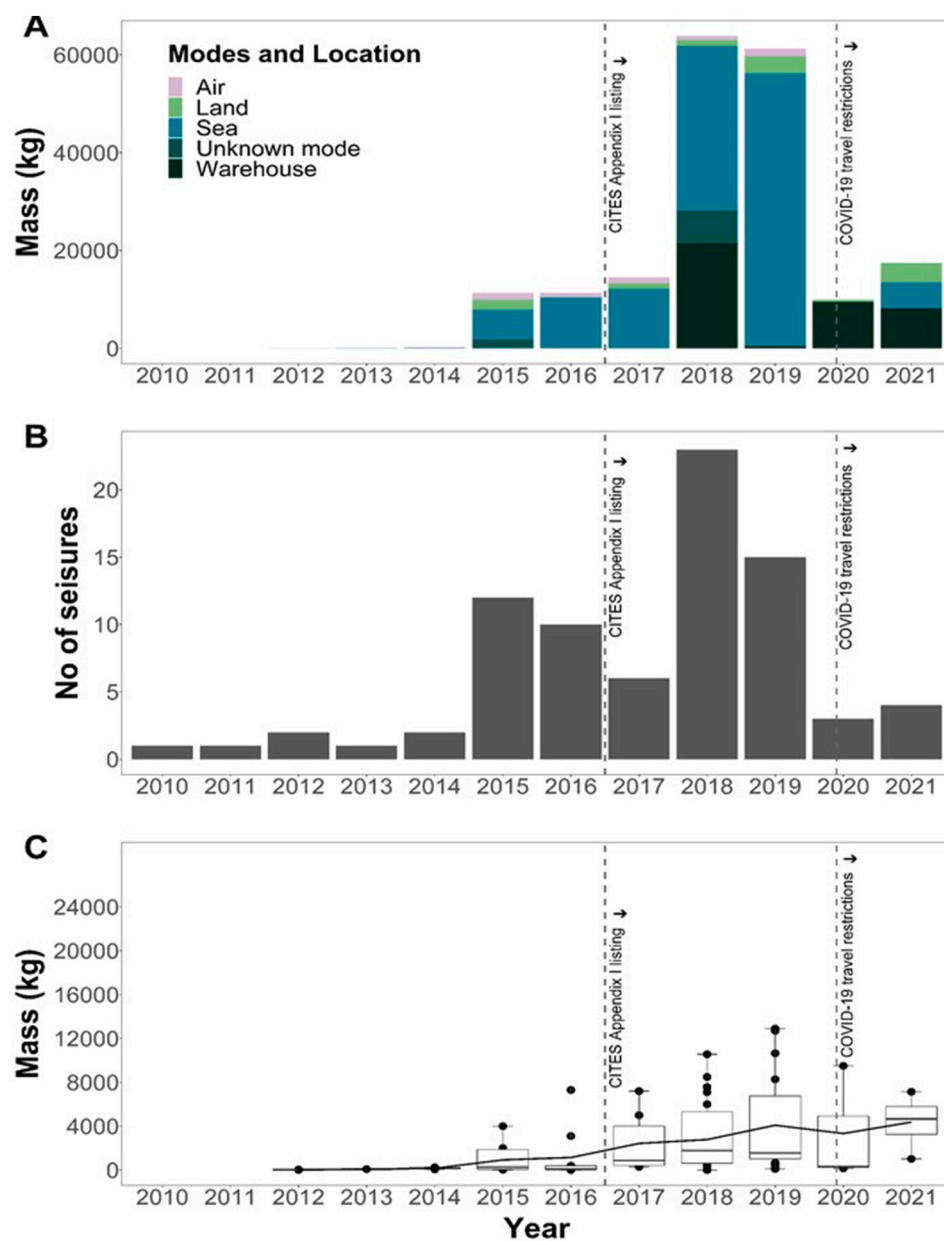 A
Modes and Location
Air
Land
Sea
Unknown mode
Warehouse
CITES Appendix I listing →
COVID-19 travel restrictions →
Mass (kg)
60000
40000
20000
0
2010 2011 2012 2013 2014 2015 2016 2017 2018 2019 2020 2021
B
CITES Appendix I listing →
COVID-19 travel restrictions →
No of seisures
20
15
10
5
0
2010 2011 2012 2013 2014 2015 2016 2017 2018 2019 2020 2021
C
CITES Appendix I listing →
COVID-19 travel restrictions →
Mass (kg)
24000
20000
16000
12000
8000
4000
0
2010 2011 2012 2013 2014 2015 2016 2017 2018 2019 2020 2021
Year